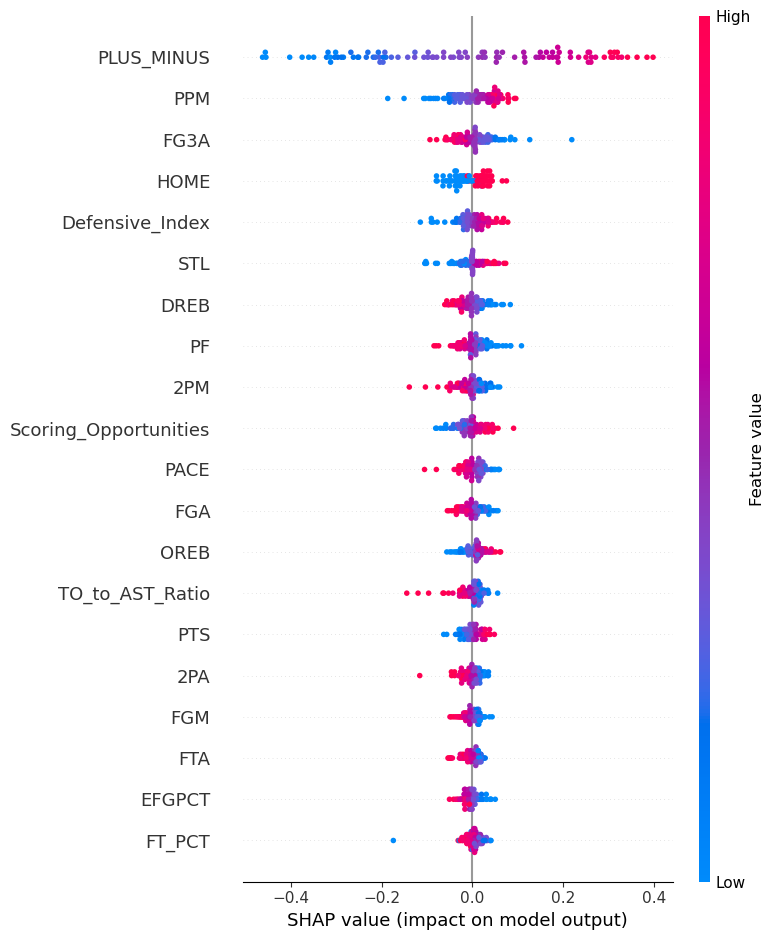 High
PLUS_MINUS
PPM
FG3A
HOME
Defensive_Index
STL
DREB
PF
2PM
Scoring_Opportunities
PACE
FGA
OREB
TO_to_AST_Ratio
PTS
2PA
FGM
FTA
EFGPCT
FT_PCT
Feature value
Low
−0.4 −0.2 0.0 0.2 0.4
SHAP value (impact on model output)